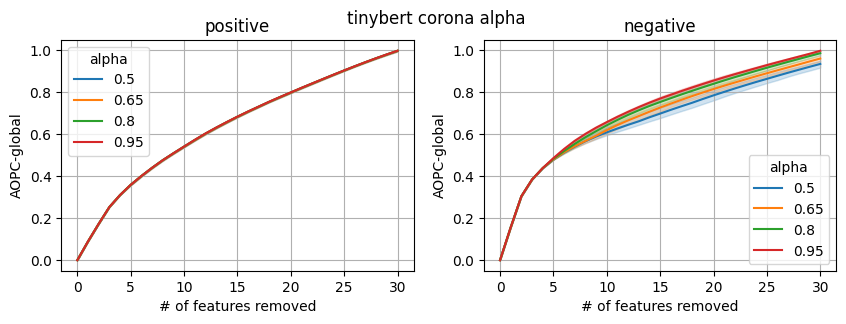 tinybert corona alpha
positive
AOPC-global
1.0
0.8
0.6
0.4
0.2
0.0
alpha
0.5
0.65
0.8
0.95
0 5 10 15 20 25 30
# of features removed
negative
AOPC-global
1.0
0.8
0.6
0.4
0.2
0.0
alpha
0.5
0.65
0.8
0.95
0 5 10 15 20 25 30
# of features removed